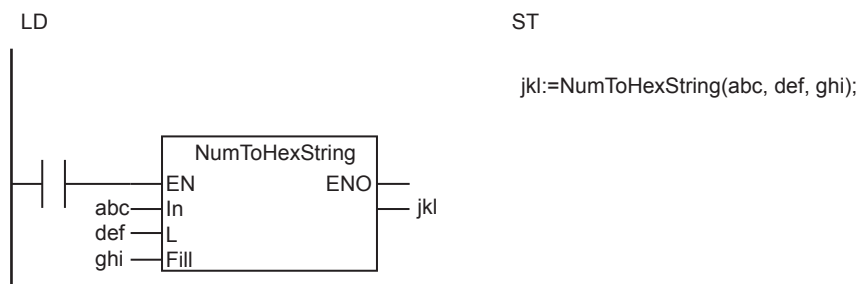 LD
ST
jkl:=NumToHexString(abc, def, ghi);
NumToHexString
EN ENO
abc In jkl
def L
ghi Fill